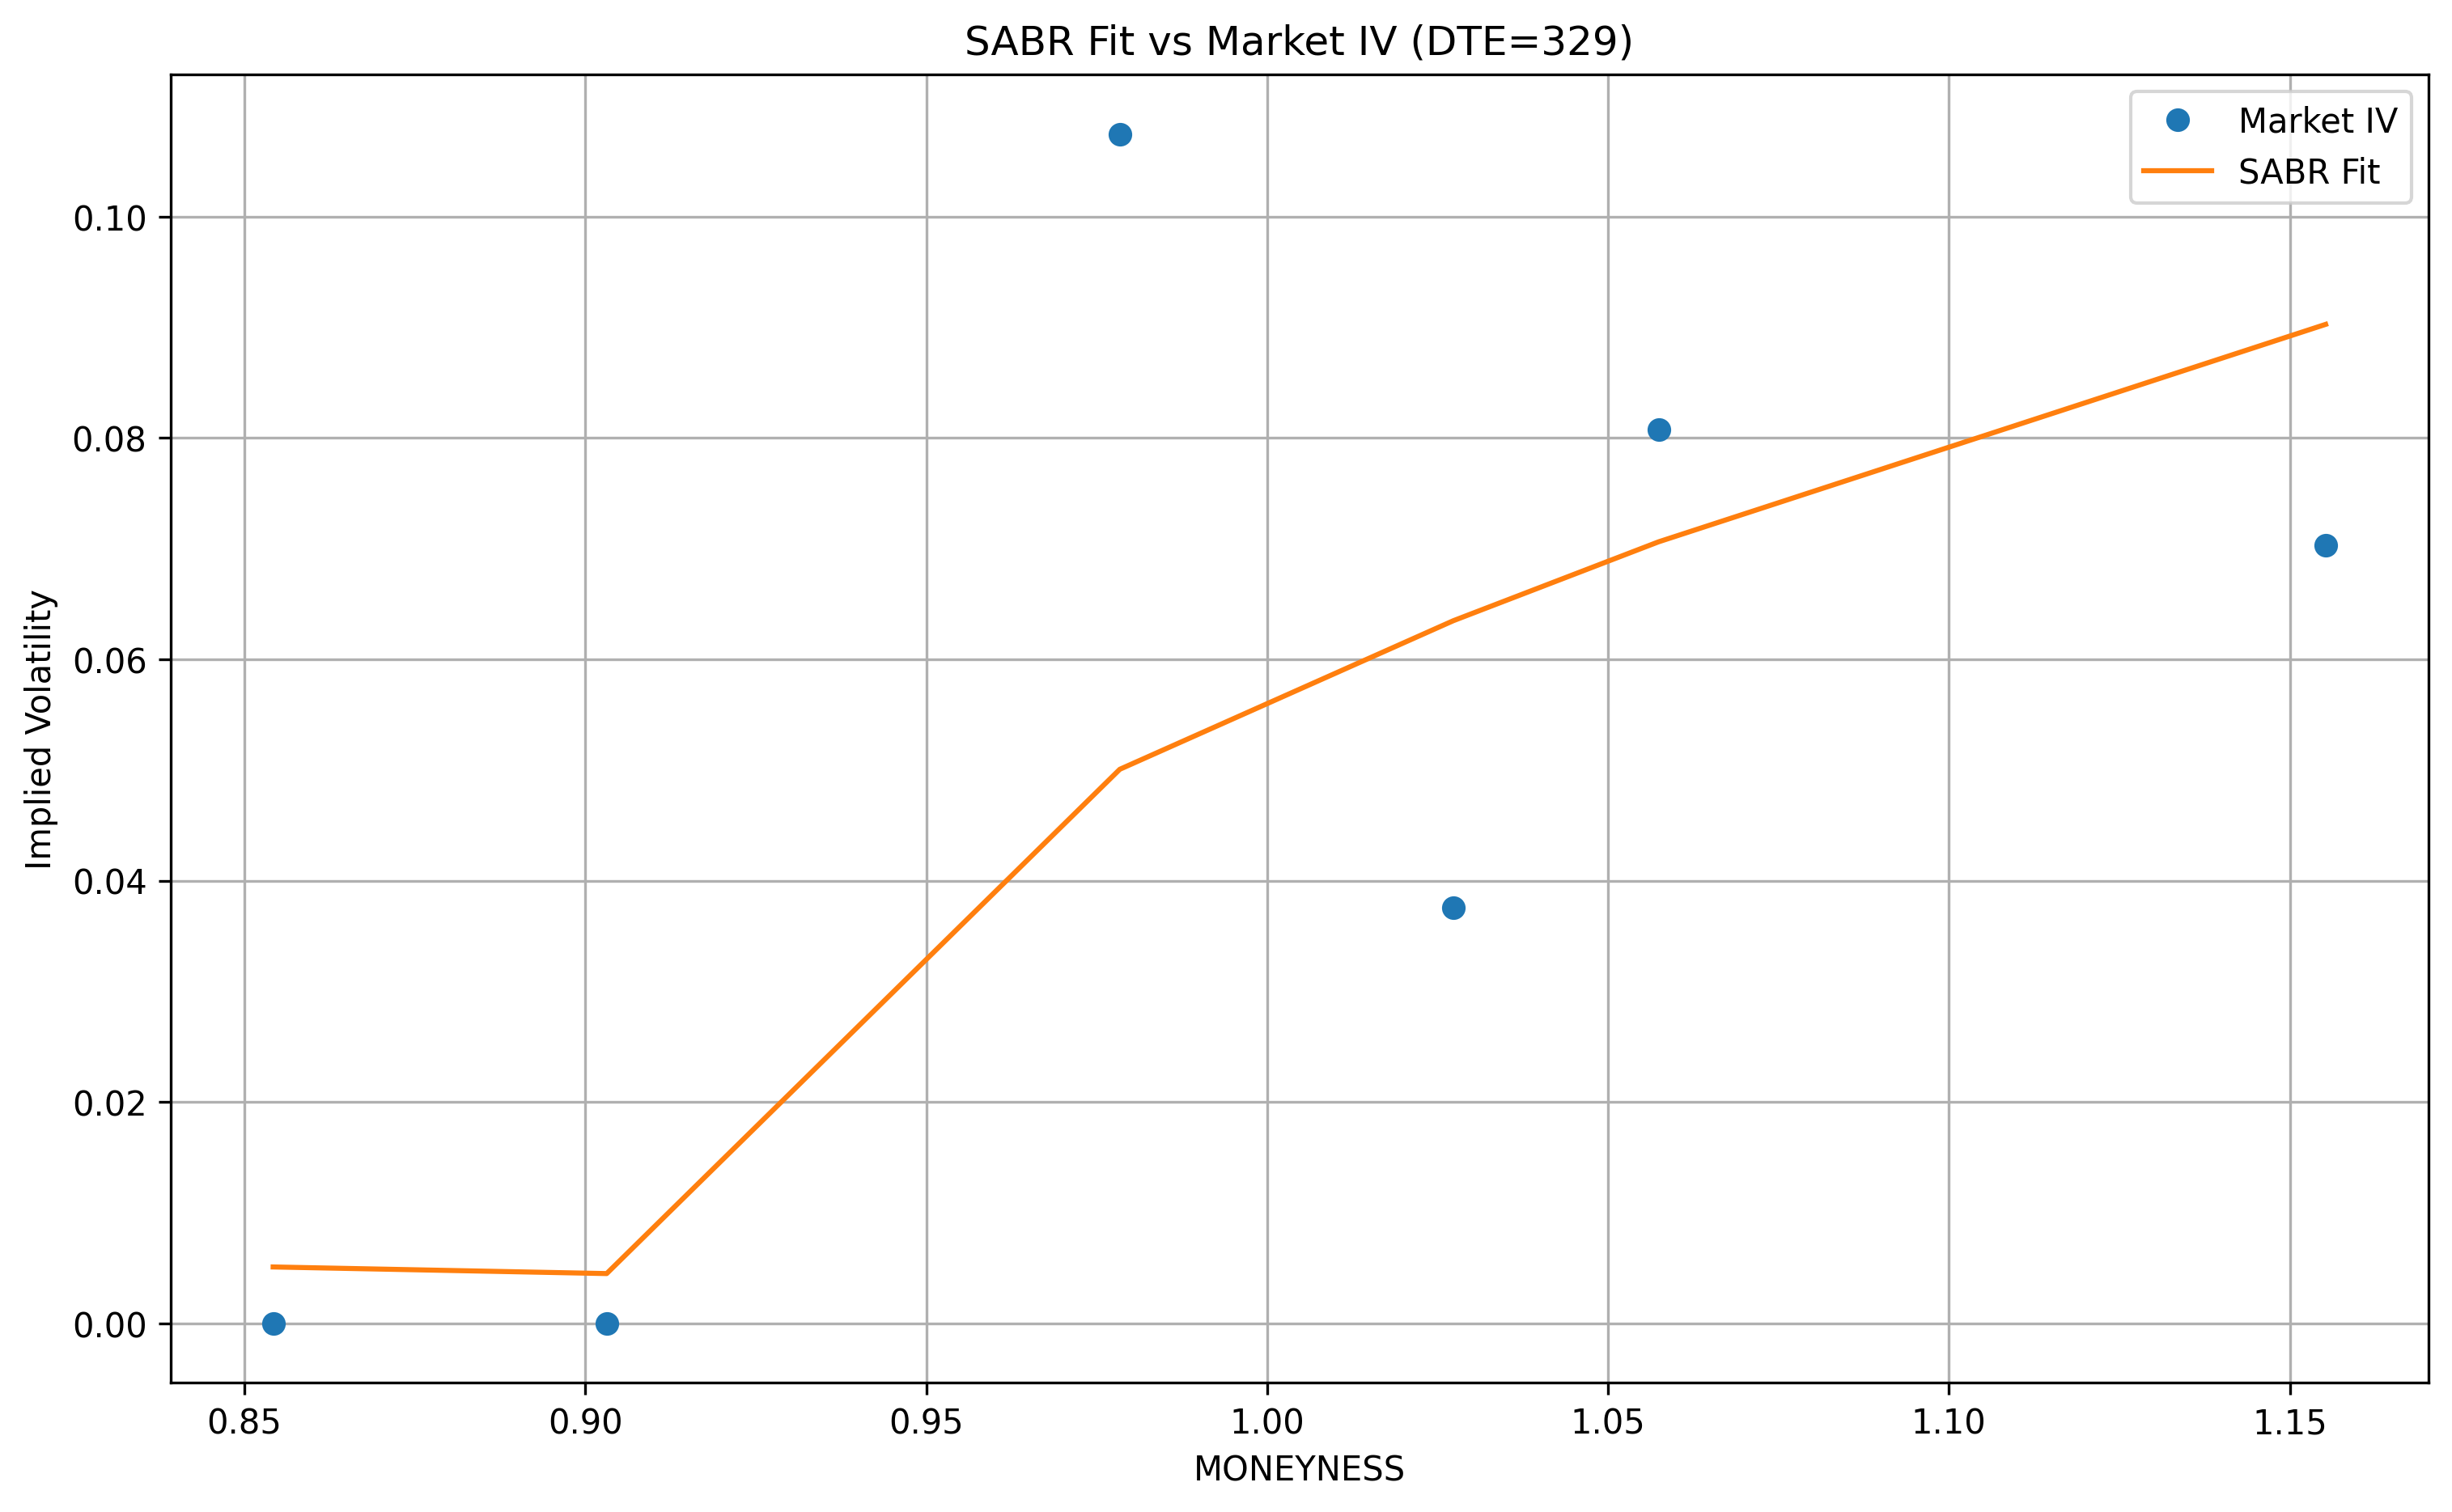 SABR Fit vs Market IV (DTE=329)
Market IV
SABR Fit
Implied Volatility
0.10
0.08
0.06
0.04
0.02
0.00
0.85 0.90 0.95 1.00 1.05 1.10 1.15
MONEYNESS